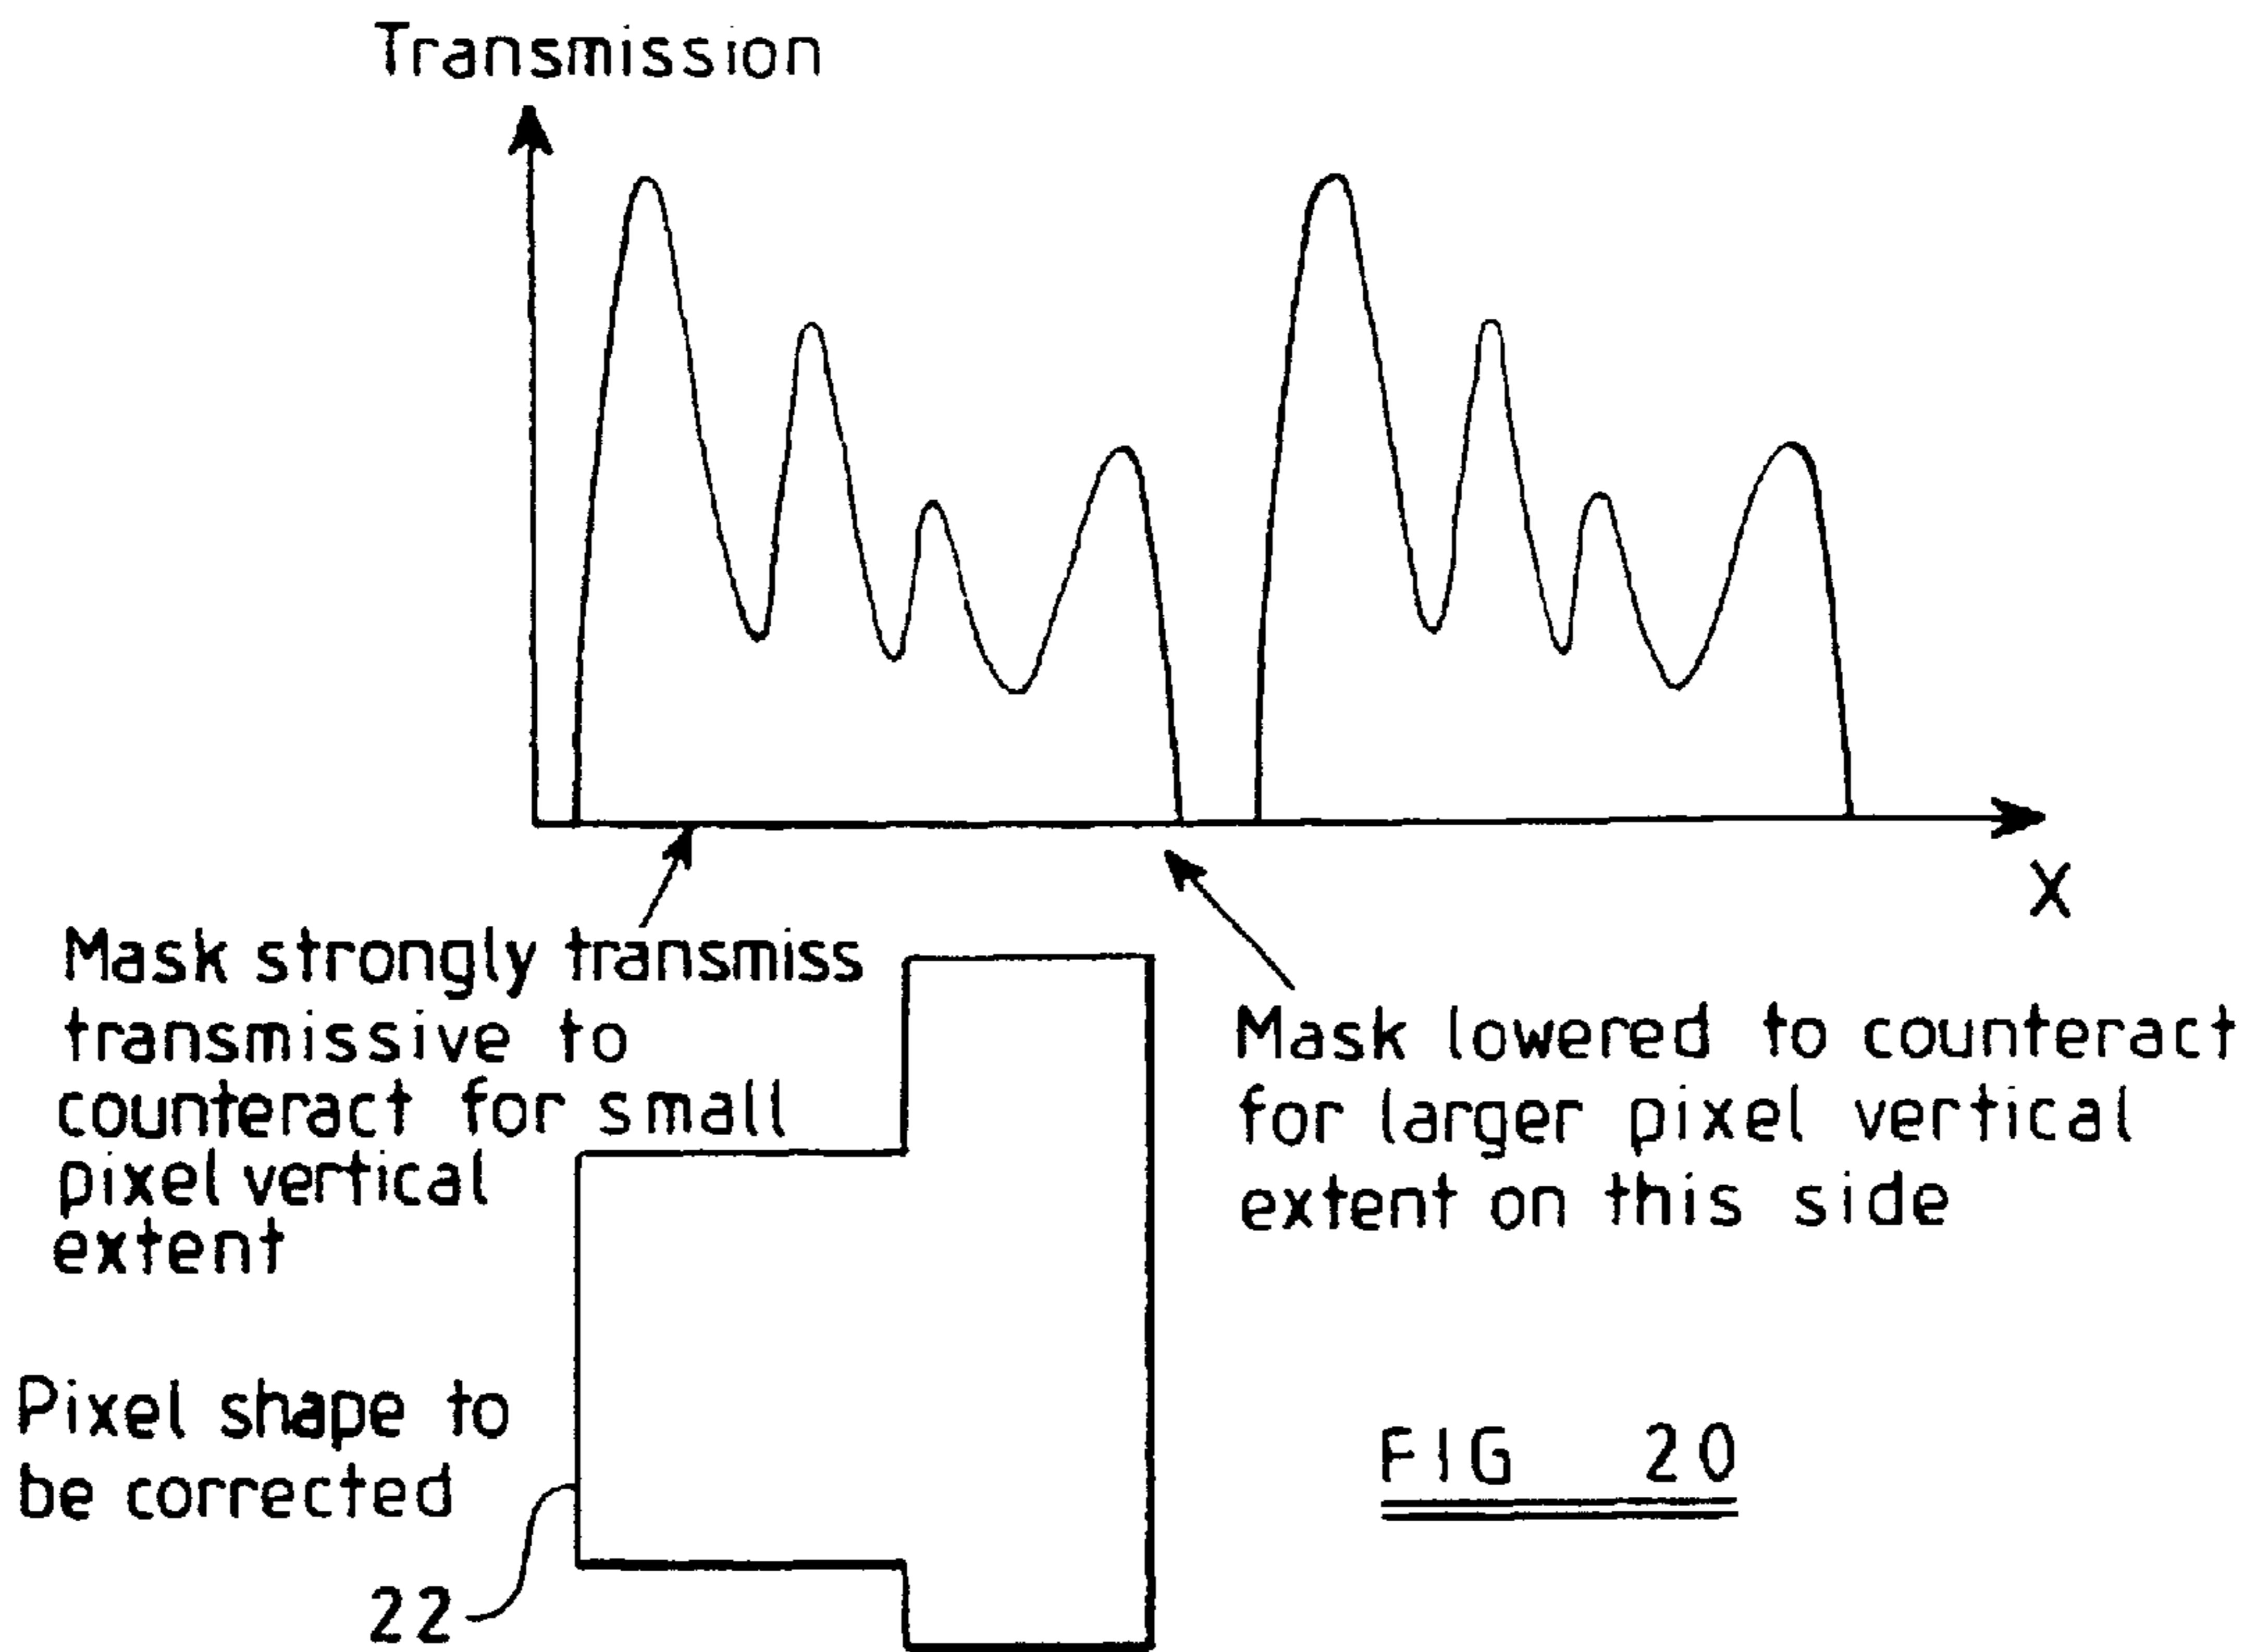 Transmission
X
Mask strongly transmiss
transmissive to
counteract for small
pixel vertical
extent
Mask lowered to counteract
for larger pixel vertical
extent on this side
Pixel shape to
be corrected
22
FIG 20